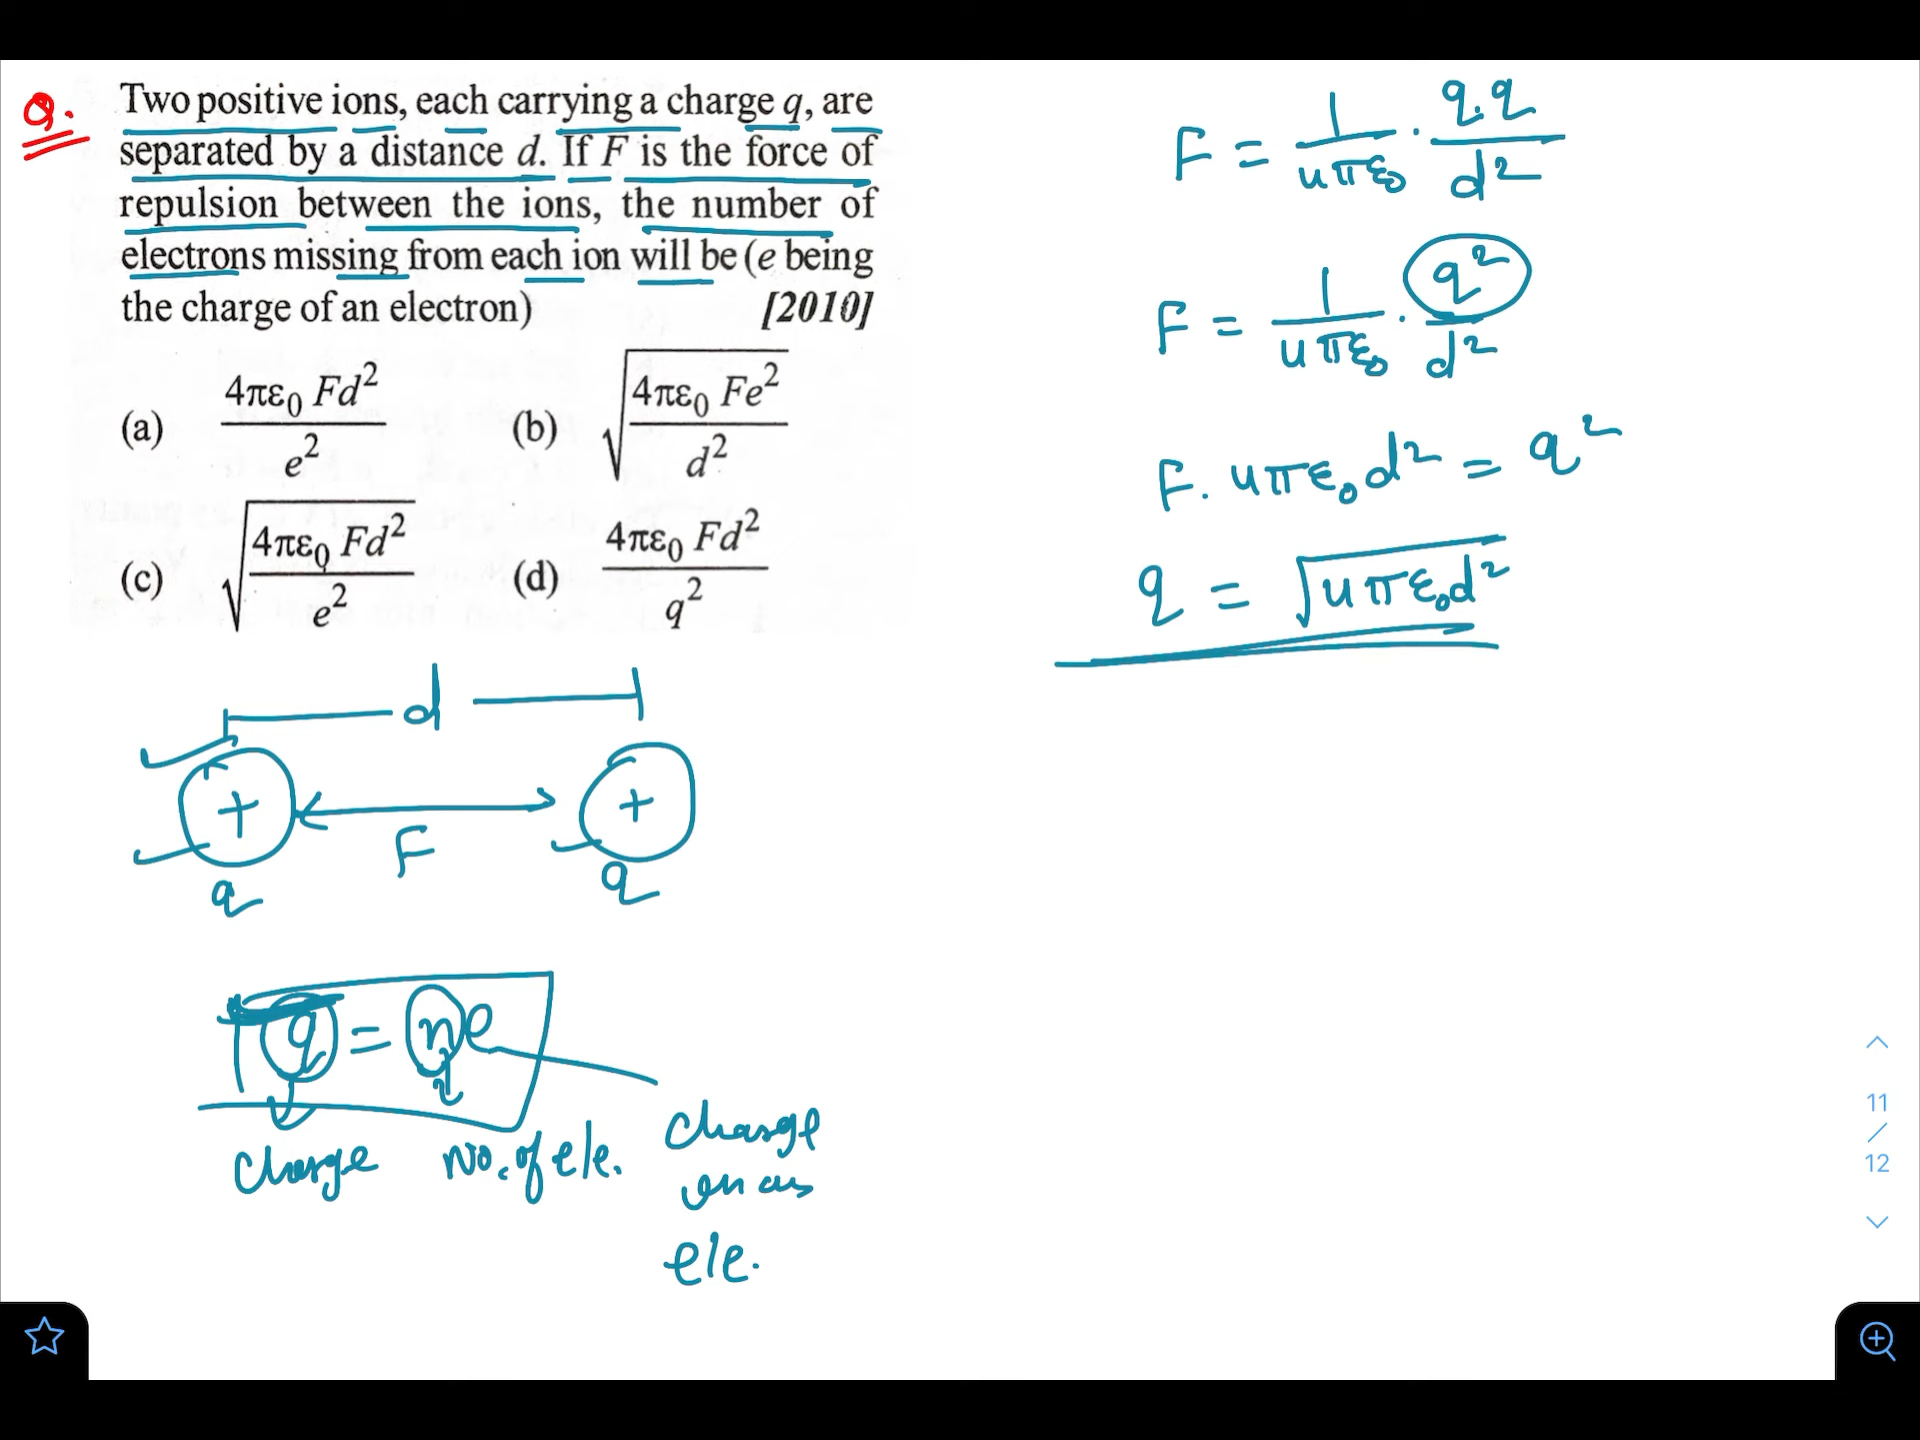 Q.
Two positive ions, each carrying a charge q, are
separated by a distance d. If F is the force of
repulsion between the ions, the number of
electrons missing from each ion will be (e being
the charge of an electron) [2010]
(a) 4πε₀ Fd² / e² (b) √(4πε₀ Fe² / d²)
(c) √(4πε₀ Fd² / e²) (d) 4πε₀ Fd² / q²
d
+ +
F
q q
q = ne
Charge No. of ele. Charge
on an
ele.
F = 1/4πε₀ · q.q/d²
F = 1/4πε₀ · q²/d²
F. 4πε₀d² = q²
q = √4πε₀d²
11
/
12